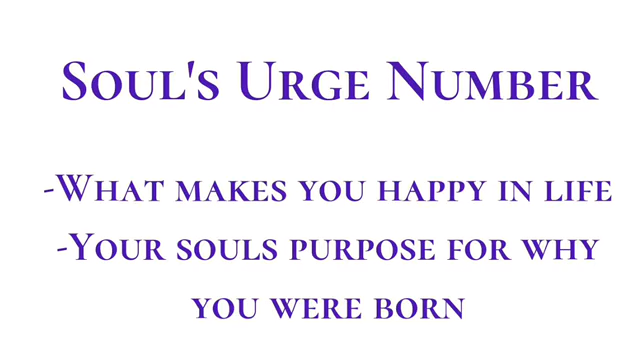 Soul's Urge Number
-What makes you happy in life
-Your souls purpose for why
you were born